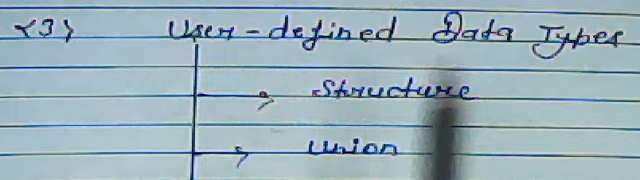 <3> User-defined Data Types
→ Structure
→ Union